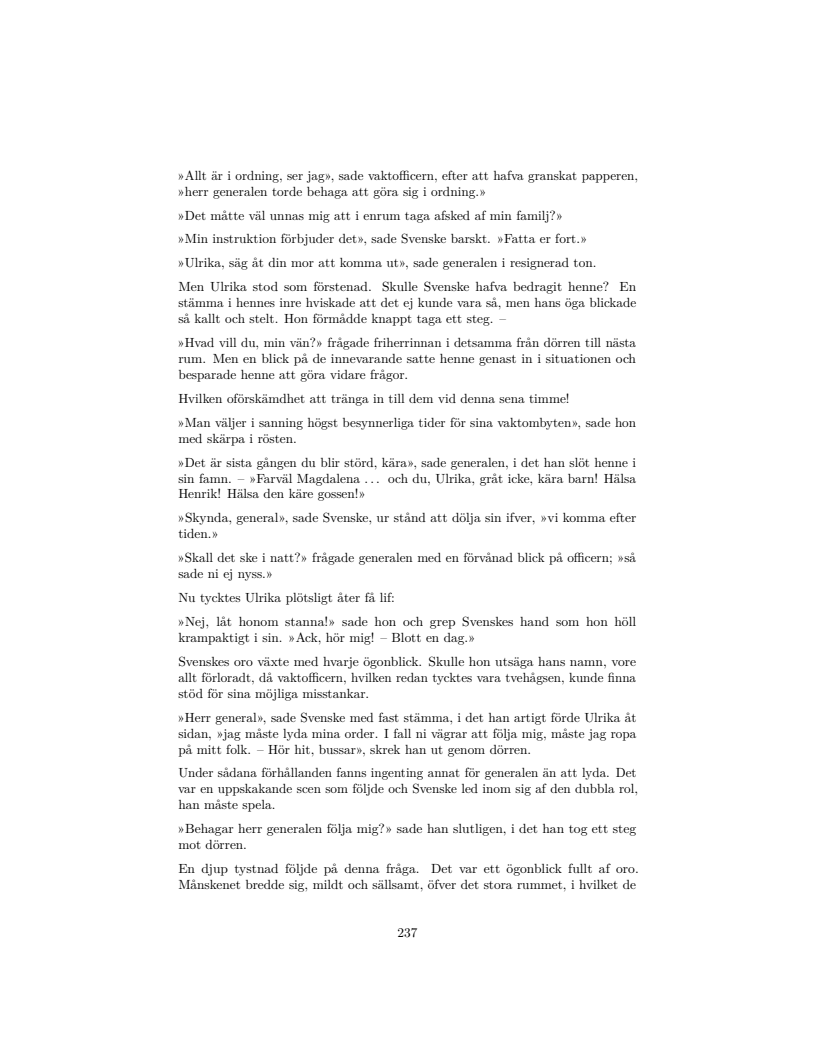 »Allt är i ordning, ser jag», sade vaktofficern, efter att hafva granskat papperen,
»herr generalen torde behaga att göra sig i ordning.»
»Det måtte väl unnas mig att i enrum taga afsked af min familj?»
»Min instruktion förbjuder det», sade Svenske barskt. »Fatta er fort.»
»Ulrika, säg åt din mor att komma ut», sade generalen i resignerad ton.
Men Ulrika stod som förstenad. Skulle Svenske hafva bedragit henne? En
stämma i hennes inre hviskade att det ej kunde vara så, men hans öga blickade
så kallt och stelt. Hon förmådde knappt taga ett steg. –
»Hvad vill du, min vän?» frågade friherrinnan i detsamma från dörren till nästa
rum. Men en blick på de innevarande satte henne genast in i situationen och
besparade henne att göra vidare frågor.
Hvilken oförskämdhet att tränga in till dem vid denna sena timme!
»Man väljer i sanning högst besynnerliga tider för sina vaktombyten», sade hon
med skärpa i rösten.
»Det är sista gången du blir störd, kära», sade generalen, i det han slöt henne i
sin famn. – »Farväl Magdalena ... och du, Ulrika, gråt icke, kära barn! Hälsa
Henrik! Hälsa den käre gossen!»
»Skynda, general», sade Svenske, ur stånd att dölja sin ifver, »vi komma efter
tiden.»
»Skall det ske i natt?» frågade generalen med en förvånad blick på officern; »så
sade ni ej nyss.»
Nu tycktes Ulrika plötsligt åter få lif:
»Nej, låt honom stanna!» sade hon och grep Svenskes hand som hon höll
krampaktigt i sin. »Ack, hör mig! – Blott en dag.»
Svenskes oro växte med hvarje ögonblick. Skulle hon utsäga hans namn, vore
allt förloradt, då vaktofficern, hvilken redan tycktes vara tvehågsen, kunde finna
stöd för sina möjliga misstankar.
»Herr general», sade Svenske med fast stämma, i det han artigt förde Ulrika åt
sidan, »jag måste lyda mina order. I fall ni vägrar att följa mig, måste jag ropa
på mitt folk. – Hör hit, bussar», skrek han ut genom dörren.
Under sådana förhållanden fanns ingenting annat för generalen än att lyda. Det
var en uppskakande scen som följde och Svenske led inom sig af den dubbla rol,
han måste spela.
»Behagar herr generalen följa mig?» sade han slutligen, i det han tog ett steg
mot dörren.
En djup tystnad följde på denna fråga. Det var ett ögonblick fullt af oro.
Månskenet bredde sig, mildt och sällsamt, öfver det stora rummet, i hvilket de
237